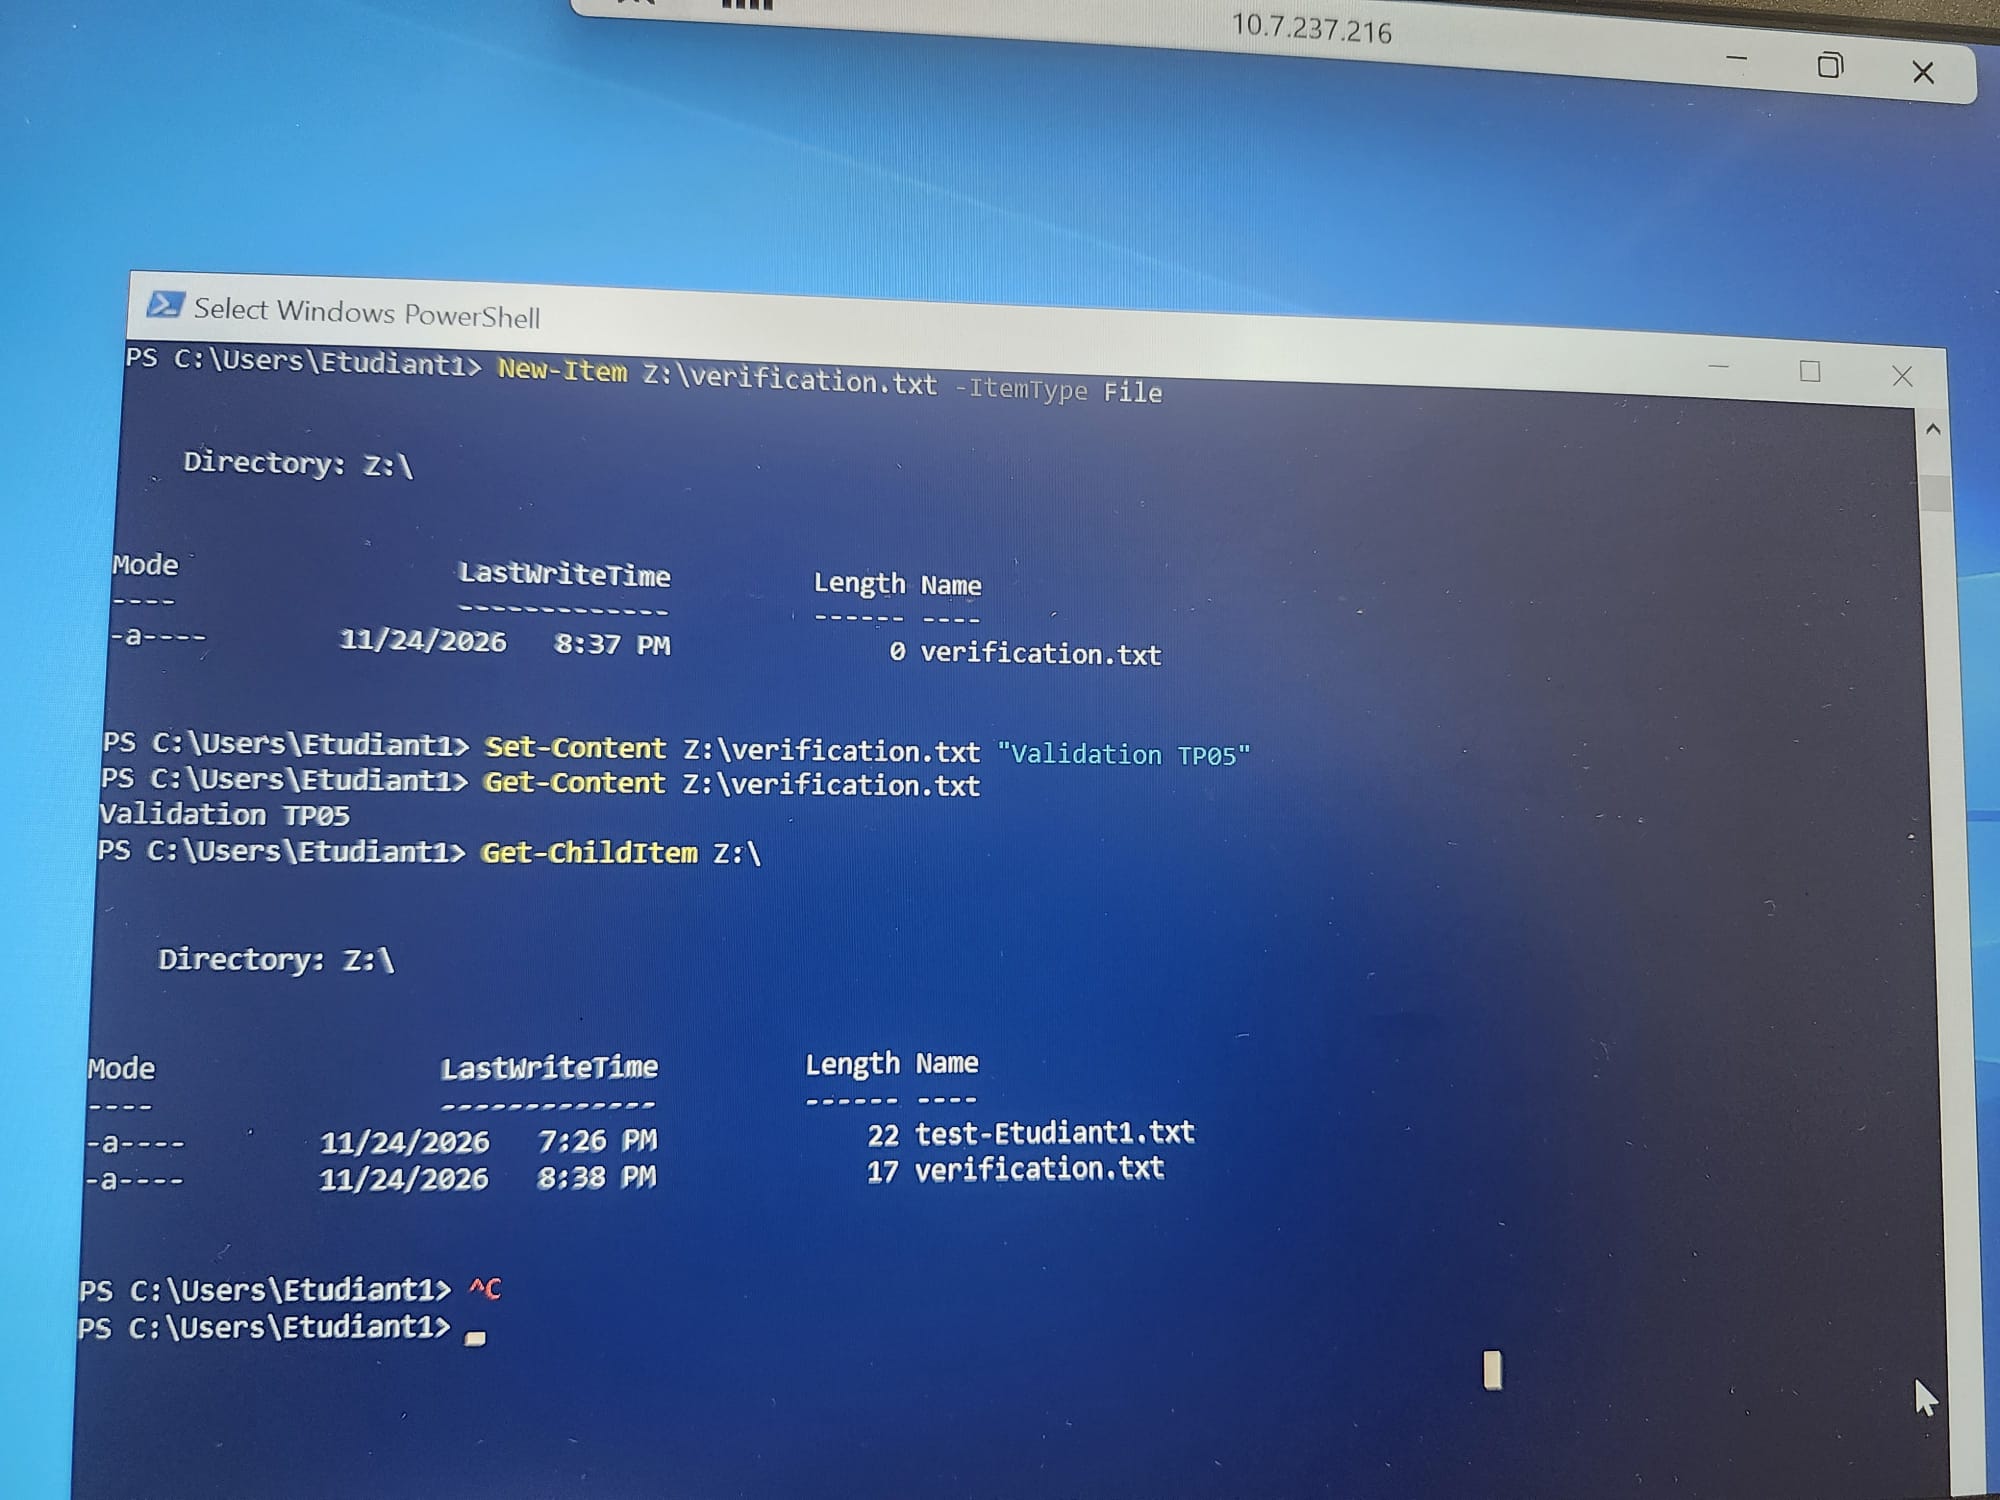 10.7.237.216
Select Windows PowerShell
PS C:\Users\Etudiant1> New-Item Z:\verification.txt -ItemType File
Directory: Z:\
Mode LastWriteTime Length Name
---- ------------- ------ ----
-a---- 11/24/2026 8:37 PM 0 verification.txt
PS C:\Users\Etudiant1> Set-Content Z:\verification.txt "Validation TP05"
PS C:\Users\Etudiant1> Get-Content Z:\verification.txt
Validation TP05
PS C:\Users\Etudiant1> Get-ChildItem Z:\
Directory: Z:\
Mode LastWriteTime Length Name
---- ------------- ------ ----
-a---- 11/24/2026 7:26 PM 22 test-Etudiant1.txt
-a---- 11/24/2026 8:38 PM 17 verification.txt
PS C:\Users\Etudiant1> ^C
PS C:\Users\Etudiant1>